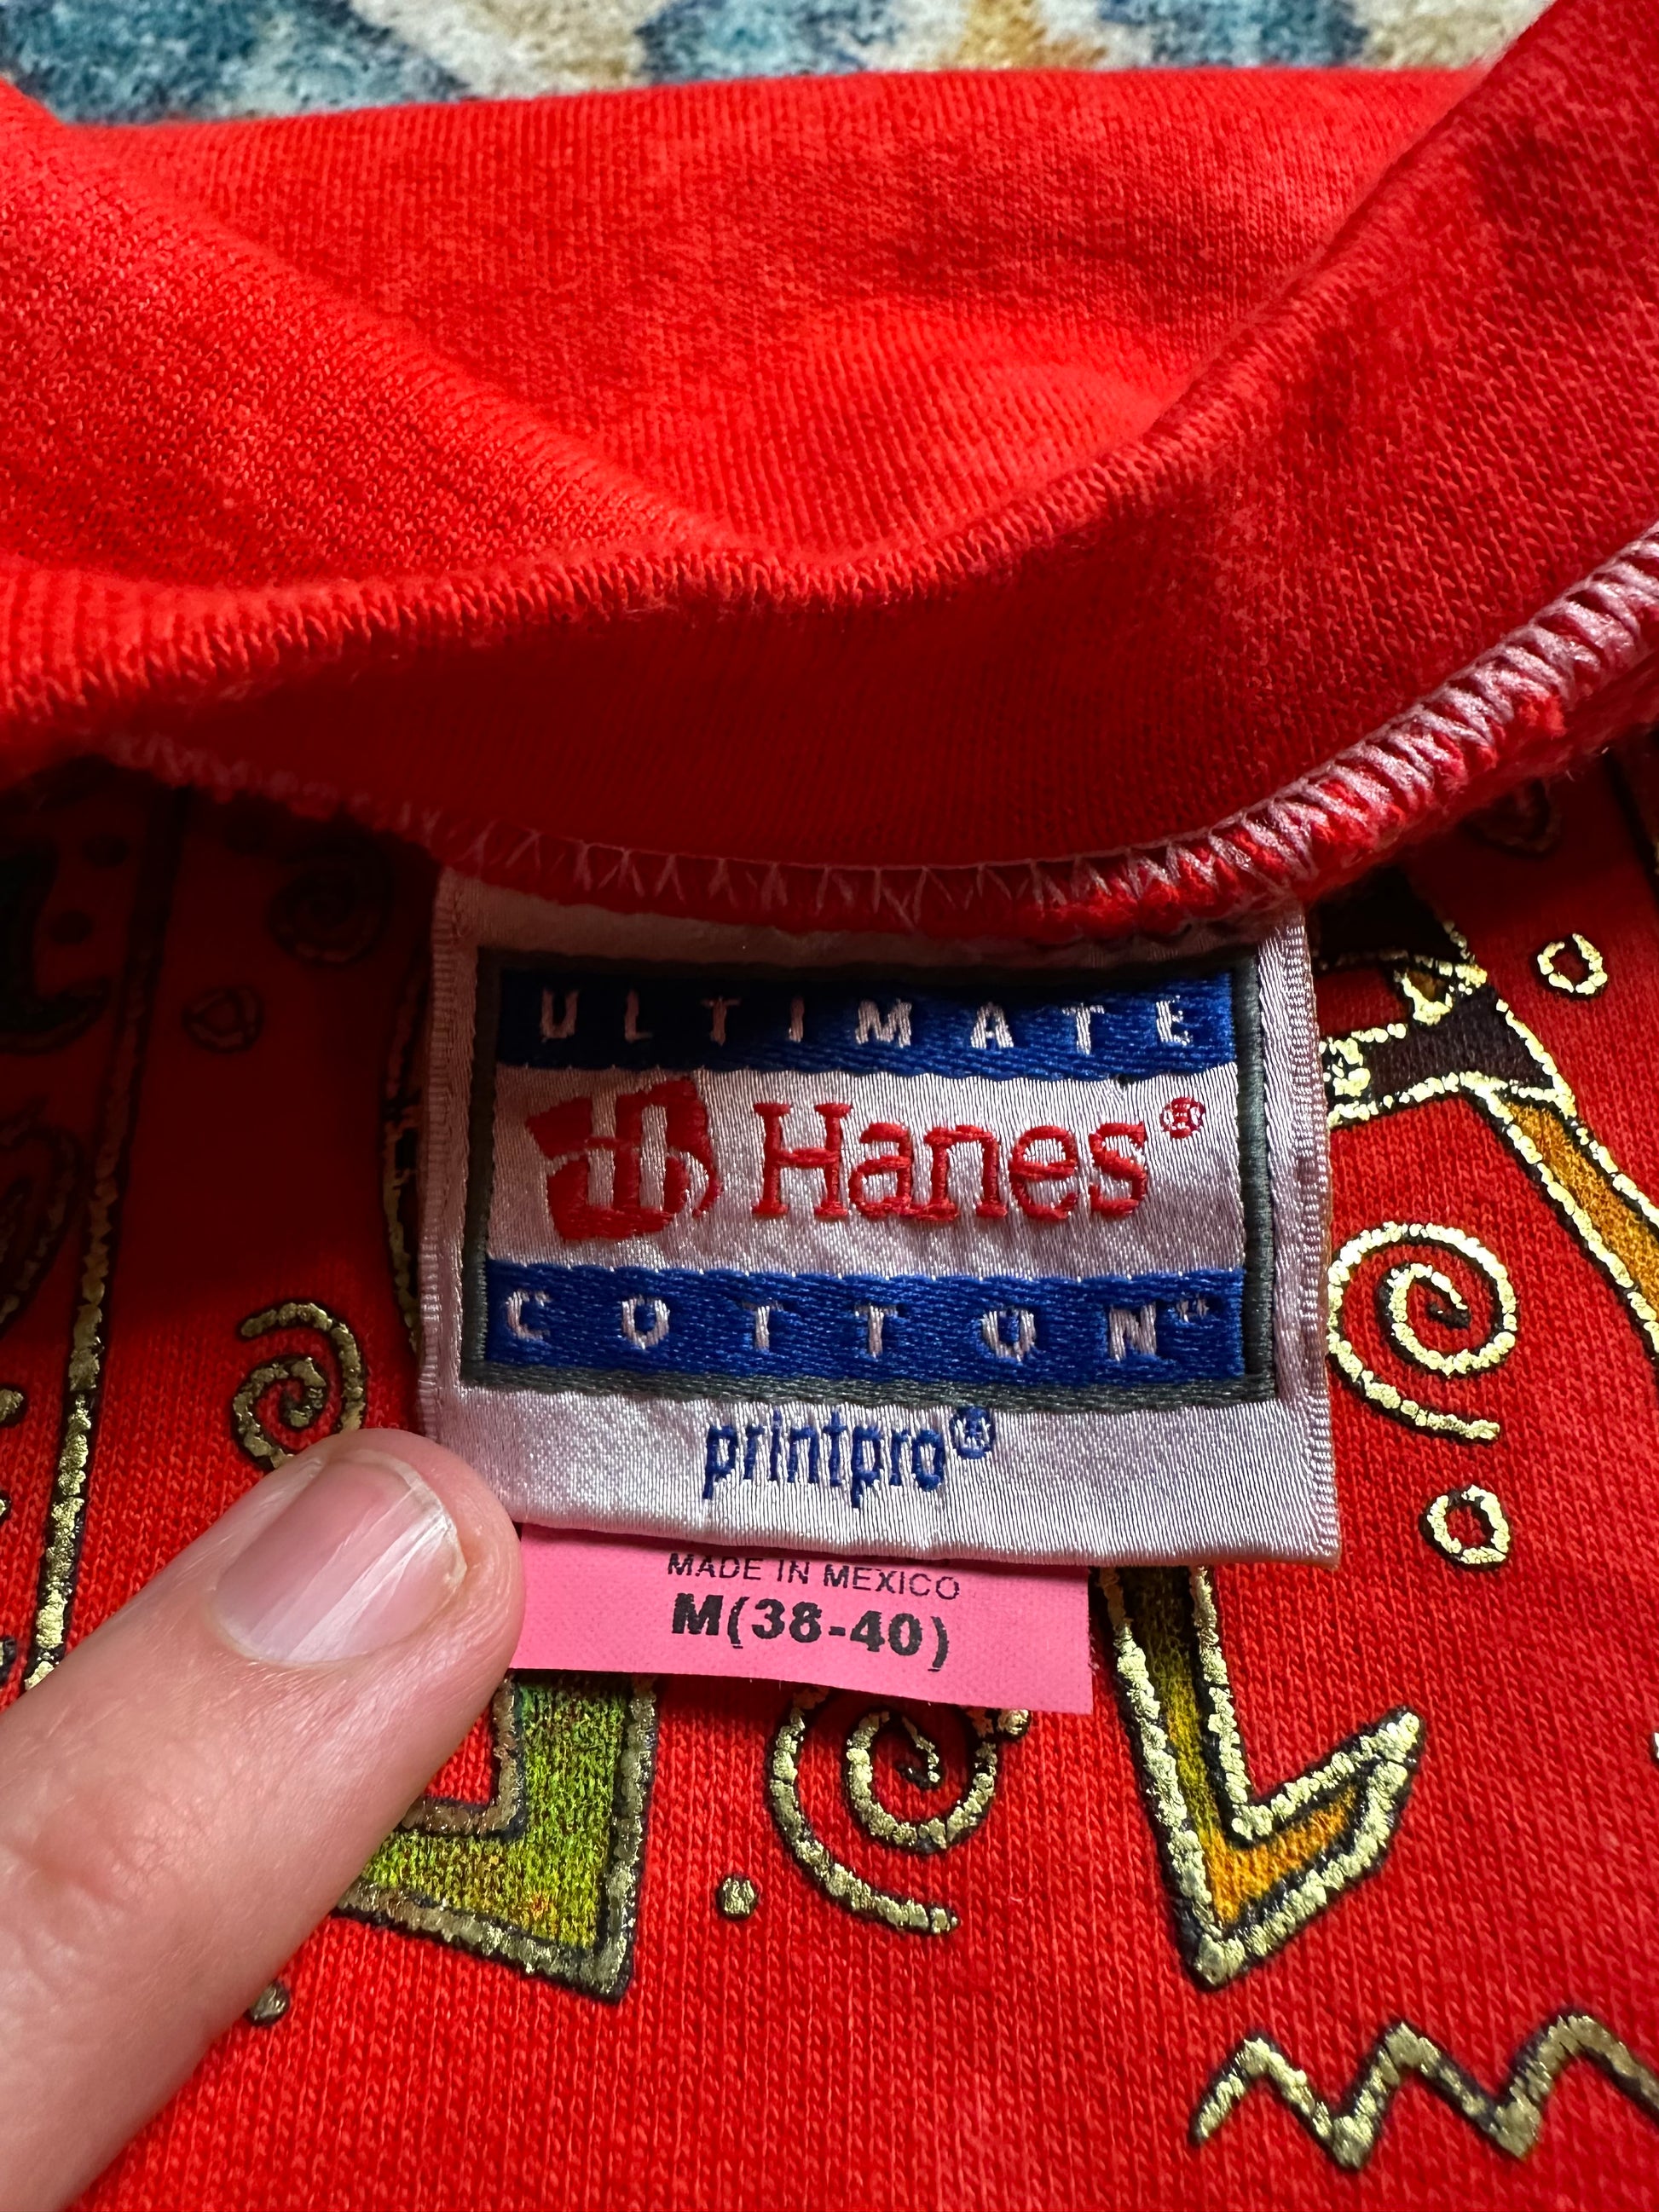 ULTIMATE
Hanes®
COTTON
printpro®
MADE IN MEXICO
M(38-40)